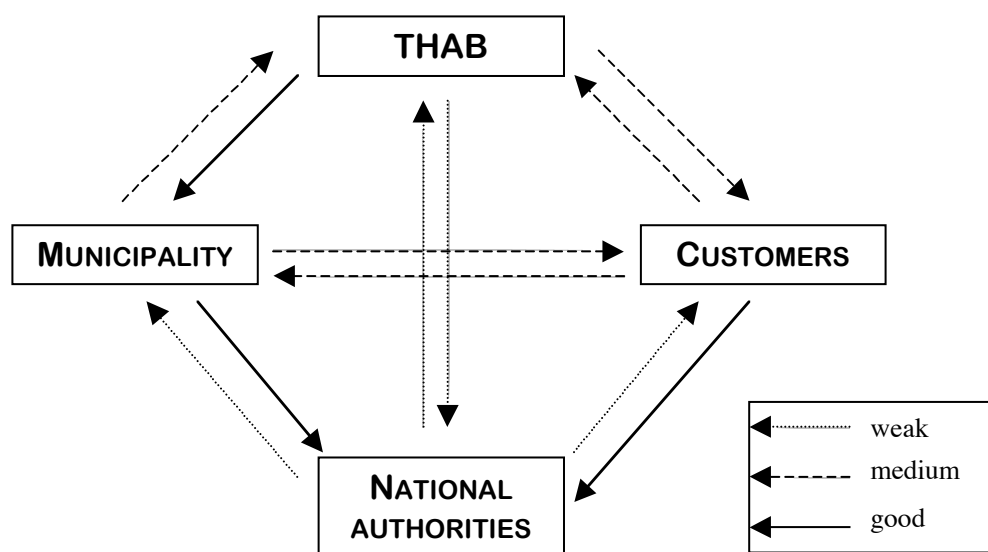 THAB
MUNICIPALITY
CUSTOMERS
NATIONAL
AUTHORITIES
weak
medium
good